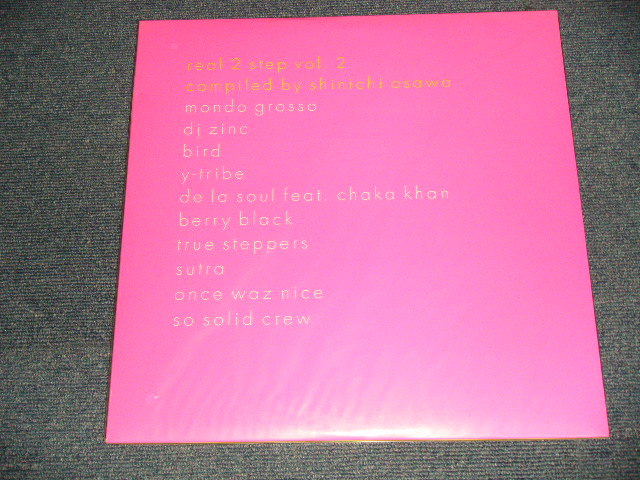 real 2 step vol. 2
compiled by shinichi osawa
mondo grosso
dj zinc
bird
y-tribe
de la soul feat. chaka khan
berry black
true steppers
sutra
once waz nice
so solid crew